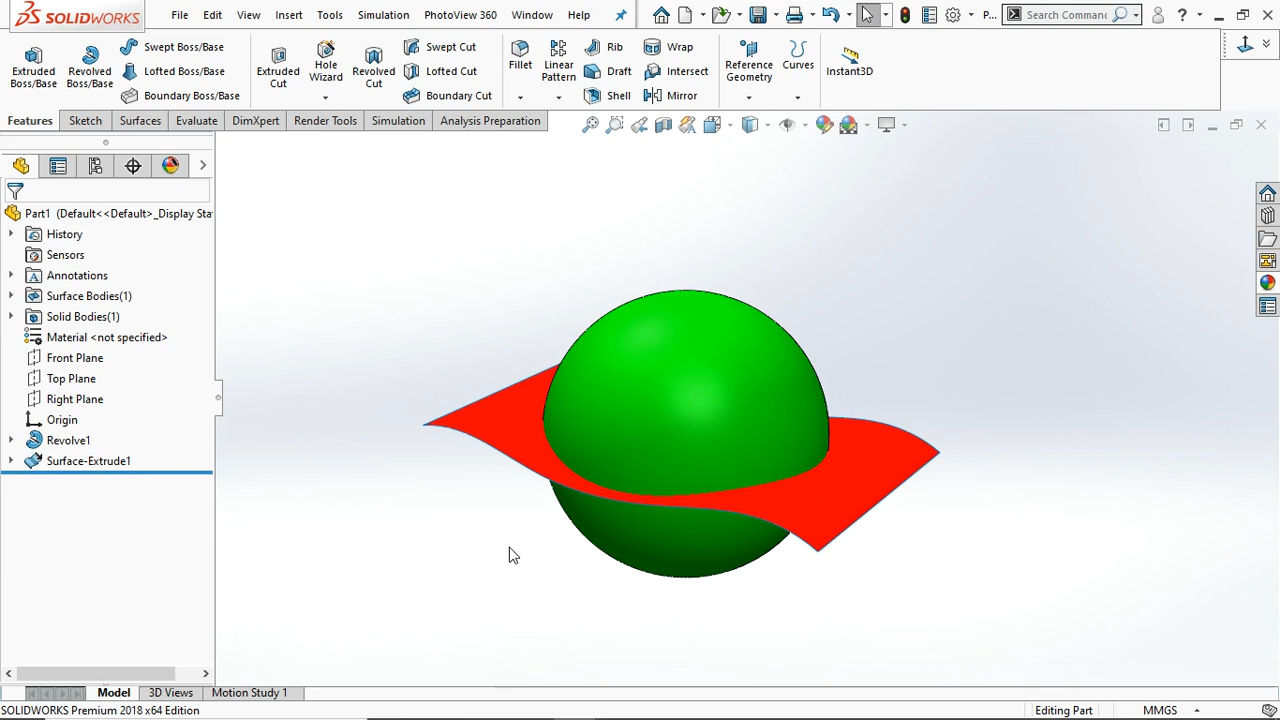 SOLIDWORKS File Edit View Insert Tools Simulation PhotoView 360 Window Help P... Search Commanc ?
Extruded Boss/Base
Revolved Boss/Base
Swept Boss/Base
Lofted Boss/Base
Boundary Boss/Base
Extruded Cut
Hole Wizard
Revolved Cut
Swept Cut
Lofted Cut
Boundary Cut
Fillet
Linear Pattern
Rib
Draft
Shell
Wrap
Intersect
Mirror
Reference Geometry
Curves
Instant3D
Features Sketch Surfaces Evaluate DimXpert Render Tools Simulation Analysis Preparation
Part1 (Default<<Default>_Display Sta
History
Sensors
Annotations
Surface Bodies(1)
Solid Bodies(1)
Material <not specified>
Front Plane
Top Plane
Right Plane
Origin
Revolve1
Surface-Extrude1
Model 3D Views Motion Study 1
SOLIDWORKS Premium 2018 x64 Edition Editing Part MMGS